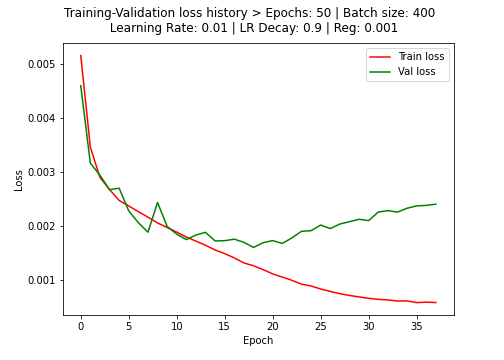 Training-Validation loss history > Epochs: 50 | Batch size: 400
Learning Rate: 0.01 | LR Decay: 0.9 | Reg: 0.001
Train loss
Val loss
Loss
0.005
0.004
0.003
0.002
0.001
0 5 10 15 20 25 30 35
Epoch